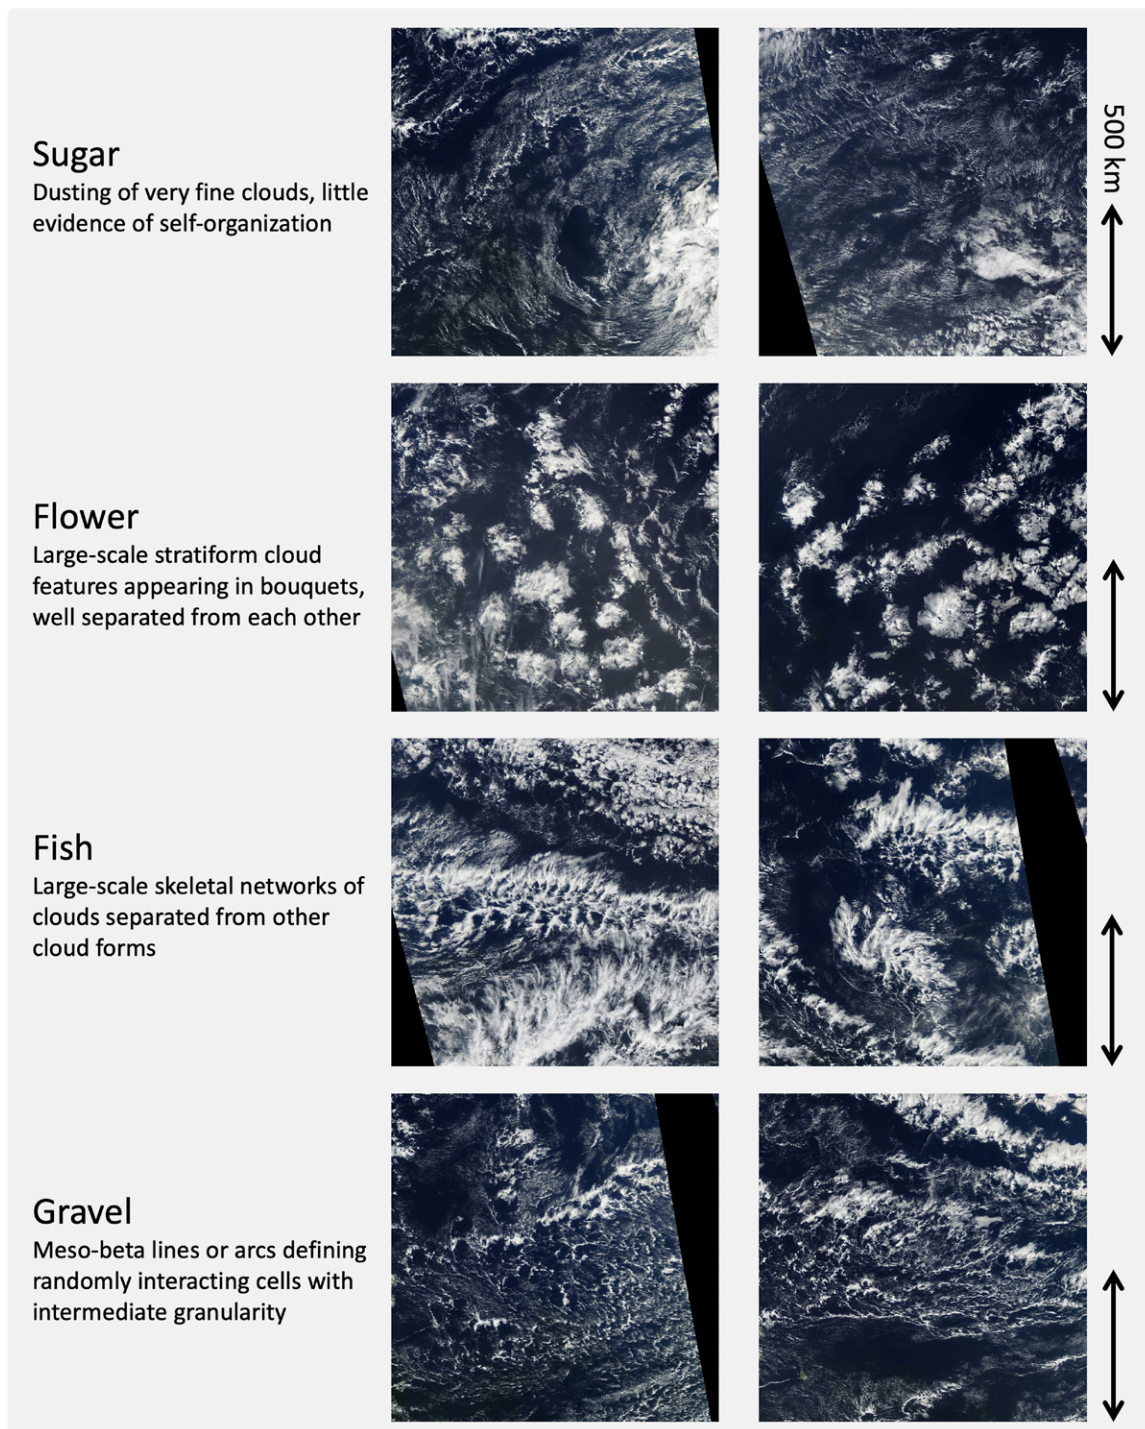 Sugar
Dusting of very fine clouds, little
evidence of self-organization
500 km
Flower
Large-scale stratiform cloud
features appearing in bouquets,
well separated from each other
Fish
Large-scale skeletal networks of
clouds separated from other
cloud forms
Gravel
Meso-beta lines or arcs defining
randomly interacting cells with
intermediate granularity